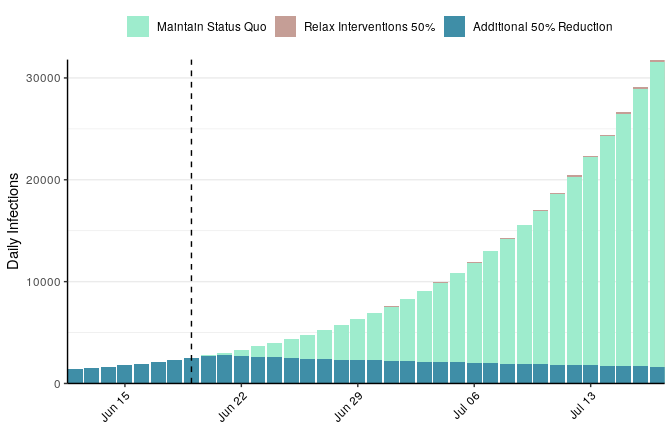 Maintain Status Quo Relax Interventions 50% Additional 50% Reduction
30000
20000
10000
0
Daily Infections
Jun 15 Jun 22 Jun 29 Jul 06 Jul 13